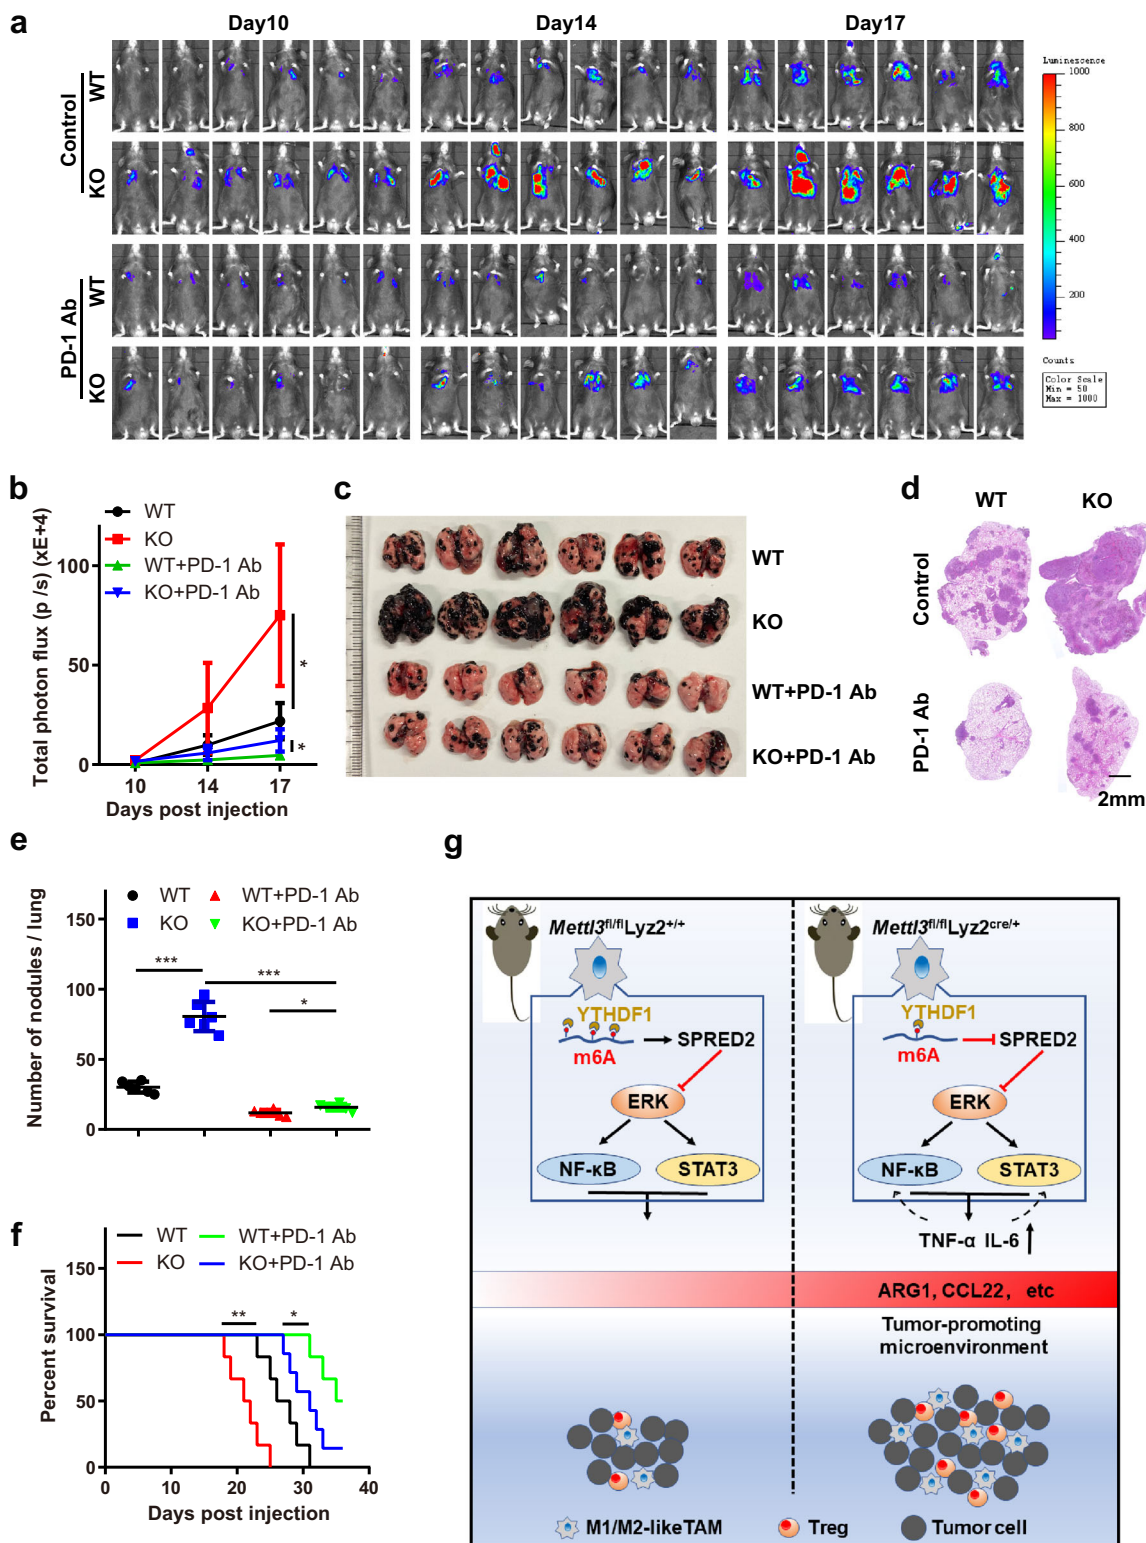 a
Day10
Day14
Day17
Control
WT
KO
PD-1 Ab
WT
KO
Luminescence
1000
800
600
400
200
Counts
Color Scale
Min = 50
Max = 1000
b
WT
KO
WT+PD-1 Ab
KO+PD-1 Ab
Total photon flux (p /s) (xE+4)
100
50
0
10
14
17
Days post injection
*
*
c
WT
KO
WT+PD-1 Ab
KO+PD-1 Ab
d
WT
KO
Control
PD-1 Ab
2mm
e
WT
WT+PD-1 Ab
KO
KO+PD-1 Ab
Number of nodules / lung
150
100
50
0
***
***
*
f
WT
WT+PD-1 Ab
KO
KO+PD-1 Ab
Percent survival
150
100
50
0
0
10
20
30
40
Days post injection
**
*
g
Mettl3fl/flLyz2+/+
YTHDF1
m6A
SPRED2
ERK
NF-κB
STAT3
Mettl3fl/flLyz2cre/+
YTHDF1
m6A
SPRED2
ERK
NF-κB
STAT3
TNF-α IL-6
ARG1, CCL22, etc
Tumor-promoting
microenvironment
M1/M2-likeTAM
Treg
Tumor cell